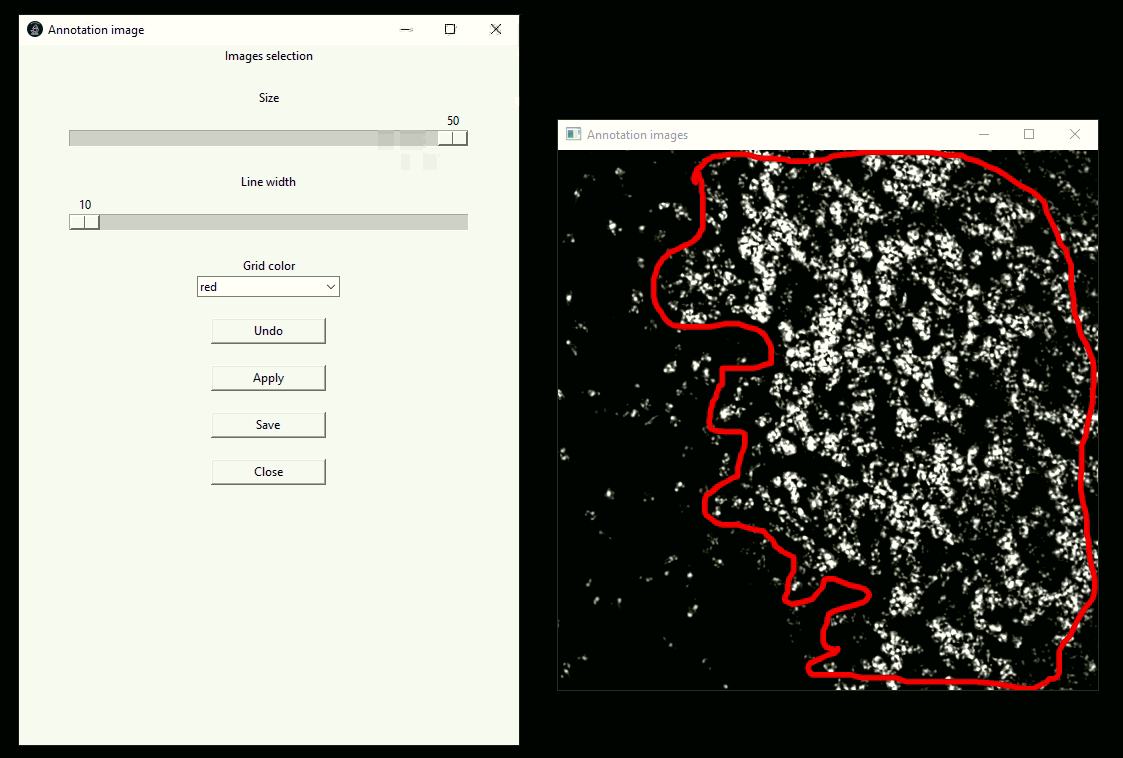 Annotation image
Images selection
Size
50
Line width
10
Grid color
red
Undo
Apply
Save
Close
Annotation images